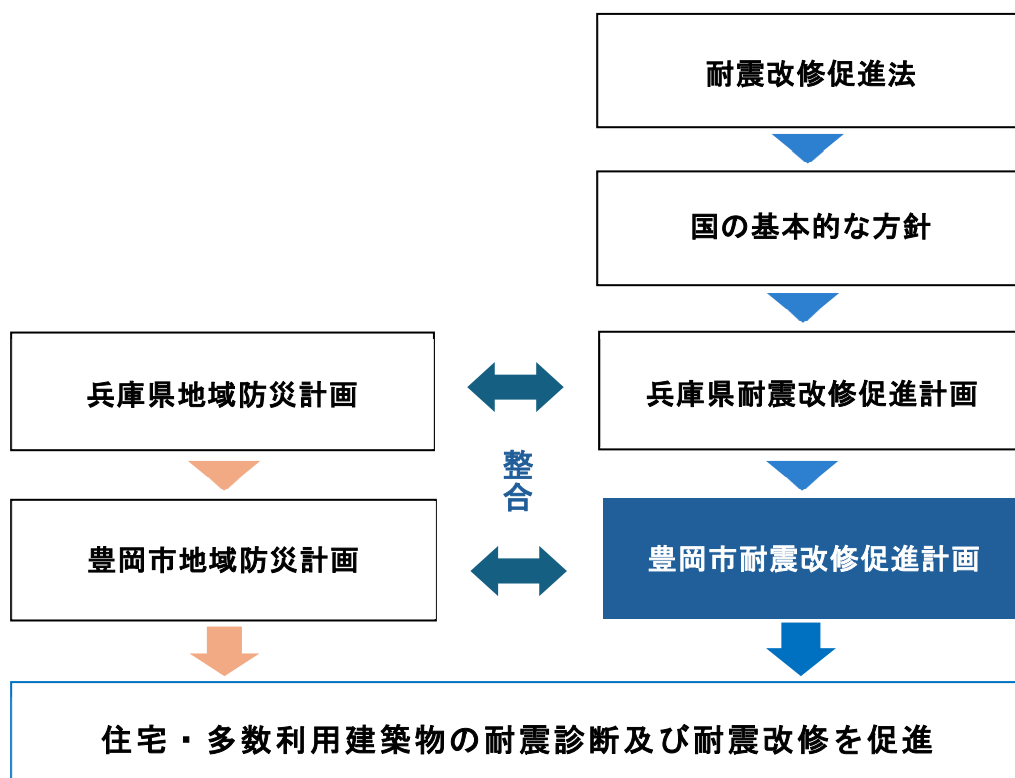 耐震改修促進法
国の基本的な方針
兵庫県地域防災計画
兵庫県耐震改修促進計画
整合
豊岡市地域防災計画
豊岡市耐震改修促進計画
住宅・多数利用建築物の耐震診断及び耐震改修を促進